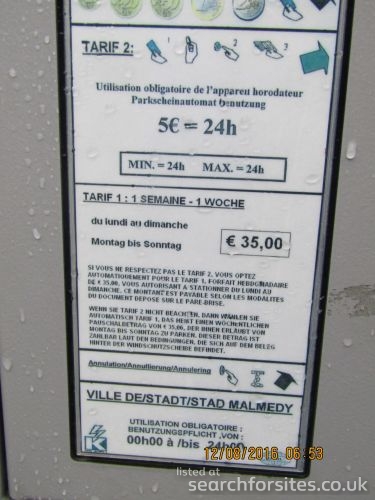 TARIF 2:
3
Utilisation obligatoire de l'appareil horodateur
Parkscheinautomat benutzung
5€ = 24h
MIN. = 24h MAX. = 24h
TARIF 1 : 1 SEMAINE - 1 WOCHE
du lundi au dimanche
Montag bis Sonntag
€ 35,00
SI VOUS NE RESPECTEZ PAS LE TARIF 2, VOUS OPTEZ
AUTOMATIQUEMENT POUR LE TARIF 1, FORFAIT HEBDOMADAIRE
DE € 35,00, VOUS AUTORISANT A STATIONNER DU LUNDI AU
DIMANCHE. CE MONTANT EST PAYABLE SELON LES MODALITES
DU DOCUMENT DEPOSE SUR LE PARE-BRISE.
WENN SIE TARIF 2 NICHT BEACHTEN, DANN WÄHLEN SIE
AUTOMATISCH TARIF 1, DAS HEIST EINEN WÖCHENTLICHEN
PAUSCHALBETRAG VON € 35,00, DER IHNEN ERLAUBT VON
MONTAG BIS SONNTAG ZU PARKEN. DIESER BETRAG IST
ZAHLBAR LAUT DEN BEDINGUNGEN, DIE SICH AUF DEM BELEG
HINTER DER WINDSCHUTZSCHEIBE BEFINDET.
Annulation/Annullierung/Annulering
VILLE DE/STADT/STAD MALMEDY
UTILISATION OBLIGATOIRE :
BENUTZUNGSPFLICHT ,VON :
00h00 à /bis 24h00
12/08/2016 06:53
listed at
searchforsites.co.uk